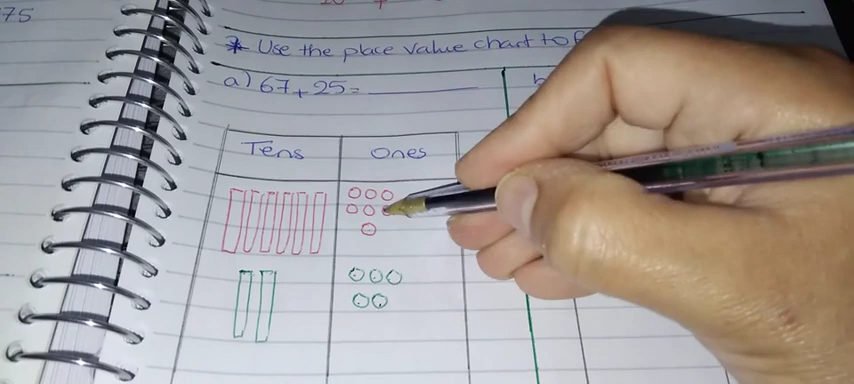 75
* Use the place value chart to
a) 67+25=
Tens Ones